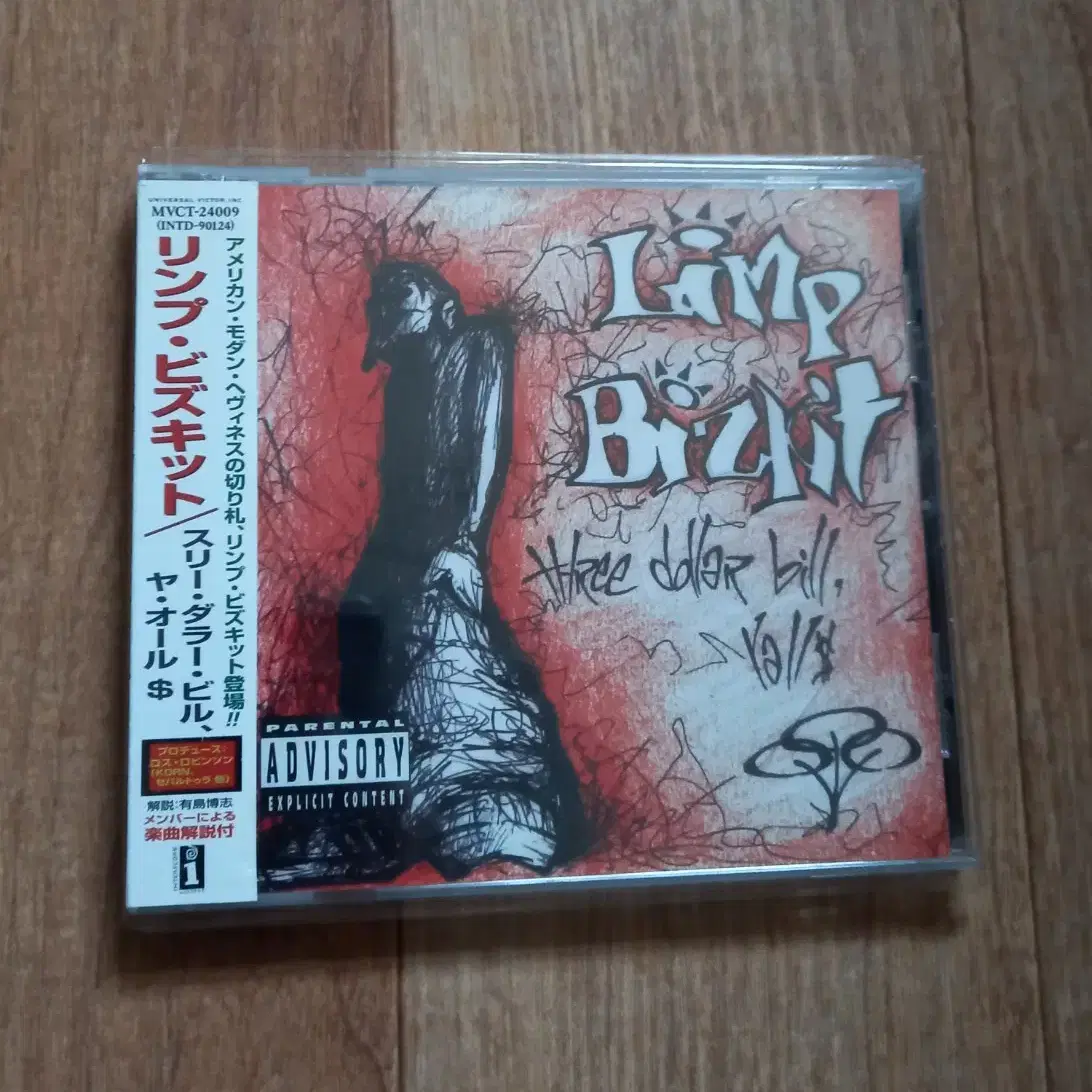 UNIVERSAL VICTOR, INC.
MVCT-24009
(INTD-90124)
アメリカン・モダン・ヘヴィネスの切り札、リンプ・ビズキット登場!!
リンプ・ビズキット/
スリー・ダラー・ビル、
ヤ・オール$
プロデュース:
ロス・ロビンソン
(KORN、
セパルトゥラ 他)
解説:有島博志
メンバーによる
楽曲解説付
i
Limp
Bizkit
three dollar bill,
Yall$
PARENTAL
ADVISORY
EXPLICIT CONTENT